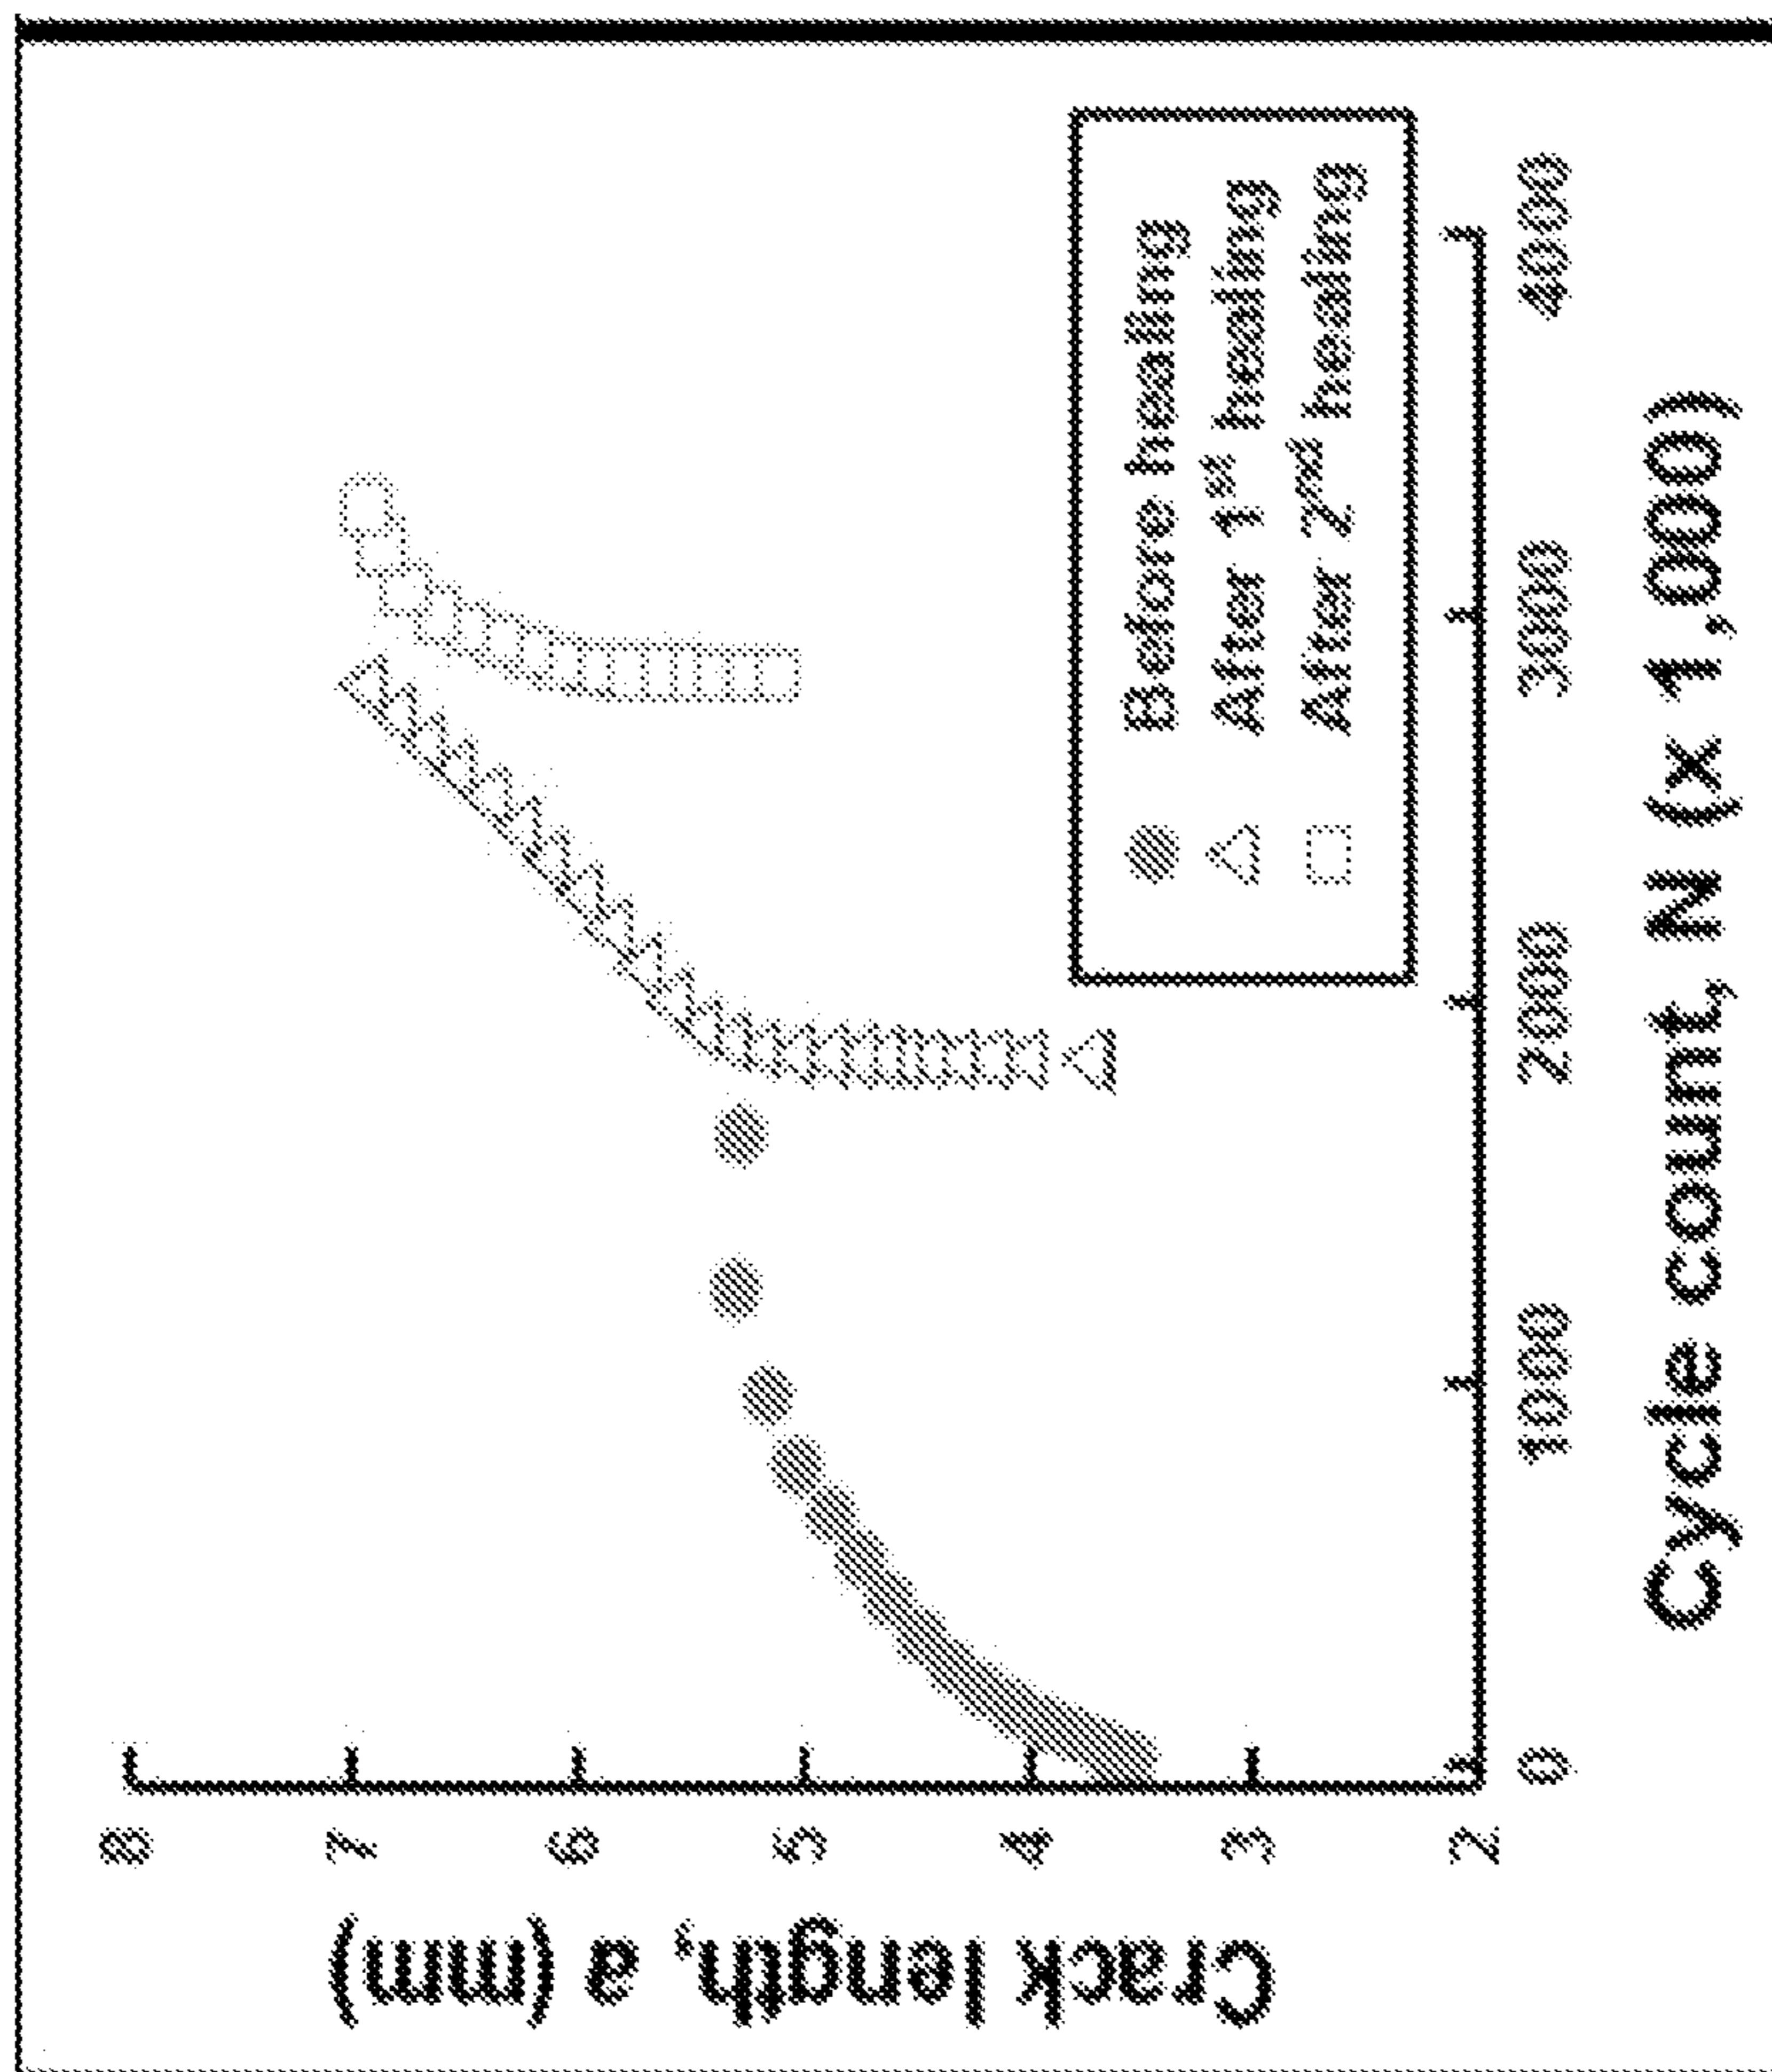 Crack length, a (mm)
8
7
6
5
4
3
2
0
1000
2000
3000
4000
Cycle count, N (x 1,000)
Before healing
After 1st healing
After 2nd healing